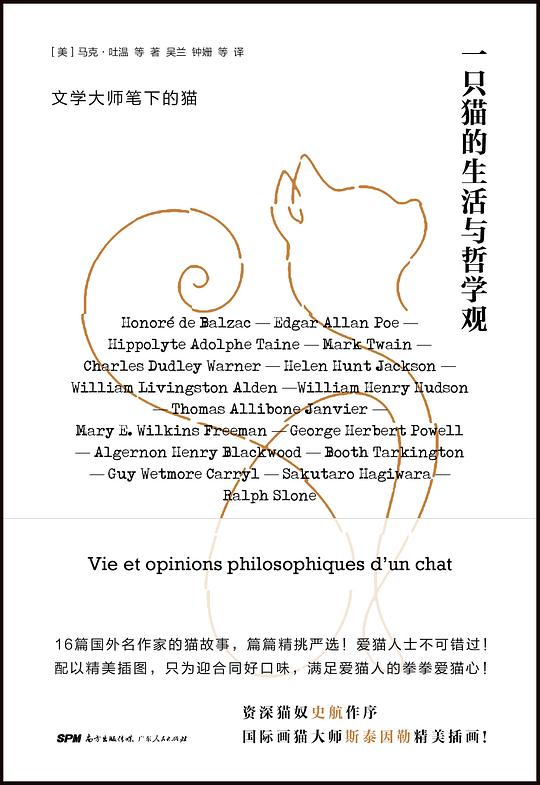 [美]马克·吐温 等 著 吴兰 钟姗 等 译
文学大师笔下的猫
一只猫的生活与哲学观
Honoré de Balzac — Edgar Allan Poe —
Hippolyte Adolphe Taine — Mark Twain —
Charles Dudley Warner — Helen Hunt Jackson —
William Livingston Alden —William Henry Hudson
— Thomas Allibone Janvier —
Mary E. Wilkins Freeman — George Herbert Powell
— Algernon Henry Blackwood — Booth Tarkington
— Guy Wetmore Carryl — Sakutaro Hagiwara —
Ralph Slone
Vie et opinions philosophiques d'un chat
16篇国外名作家的猫故事，篇篇精挑严选！爱猫人士不可错过！
配以精美插图，只为迎合同好口味，满足爱猫人的拳拳爱猫心！
资深猫奴史航作序
国际画猫大师斯泰因勒精美插画！
SPM 南方出版传媒 广东人民出版社